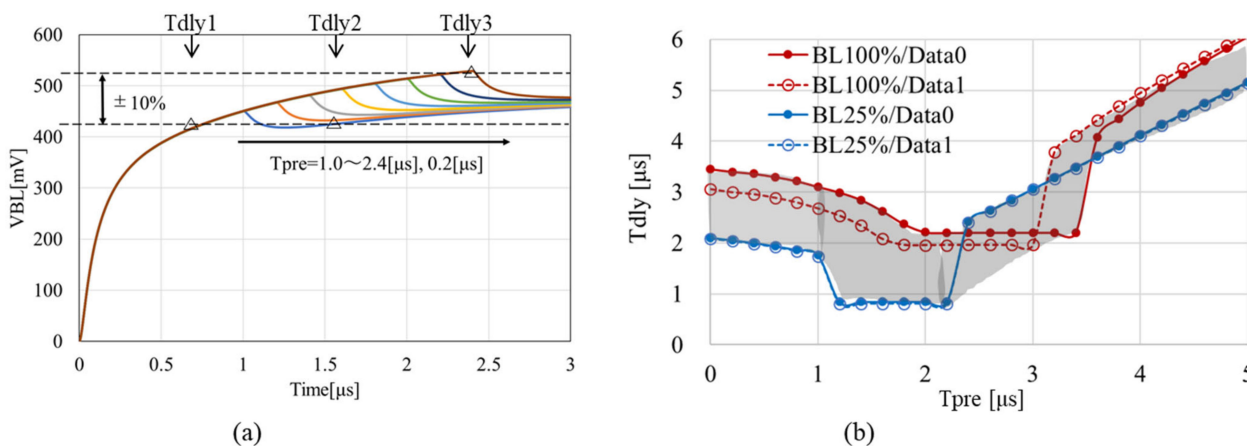 Tdly1 Tdly2 Tdly3
600
500
400
300
200
100
0
VBL[mV]
±10%
Tpre=1.0～2.4[μs], 0.2[μs]
0 0.5 1 1.5 2 2.5 3
Time[μs]
(a)
6
5
4
3
2
1
0
Tdly [μs]
BL100%/Data0
BL100%/Data1
BL25%/Data0
BL25%/Data1
0 1 2 3 4 5
Tpre [μs]
(b)